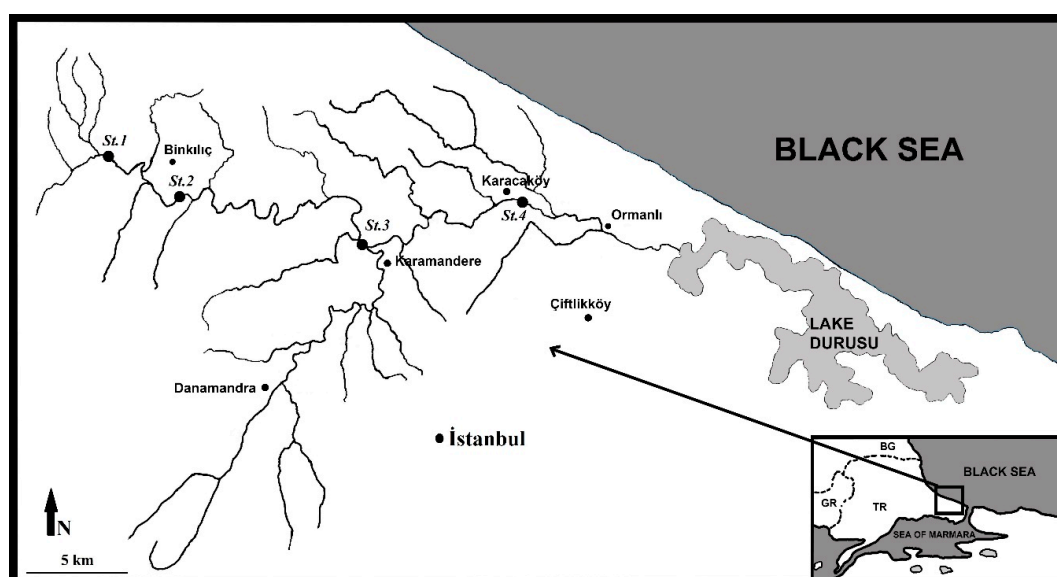 BLACK SEA
St.1
Binkılıç
St.2
Karacaköy
St.4
Ormanlı
St.3
Karamandere
Çiftlikköy
LAKE
DURUSU
Danamandra
İstanbul
N
5 km
BG
BLACK SEA
GR
TR
SEA OF MARMARA